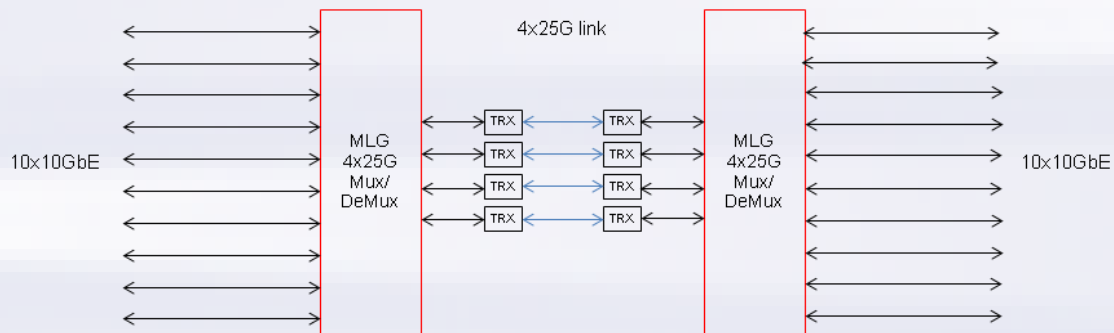 4x25G link
10x10GbE
MLG
4x25G
Mux/
DeMux
TRX
TRX
TRX
TRX
TRX
TRX
TRX
TRX
MLG
4x25G
Mux/
DeMux
10x10GbE